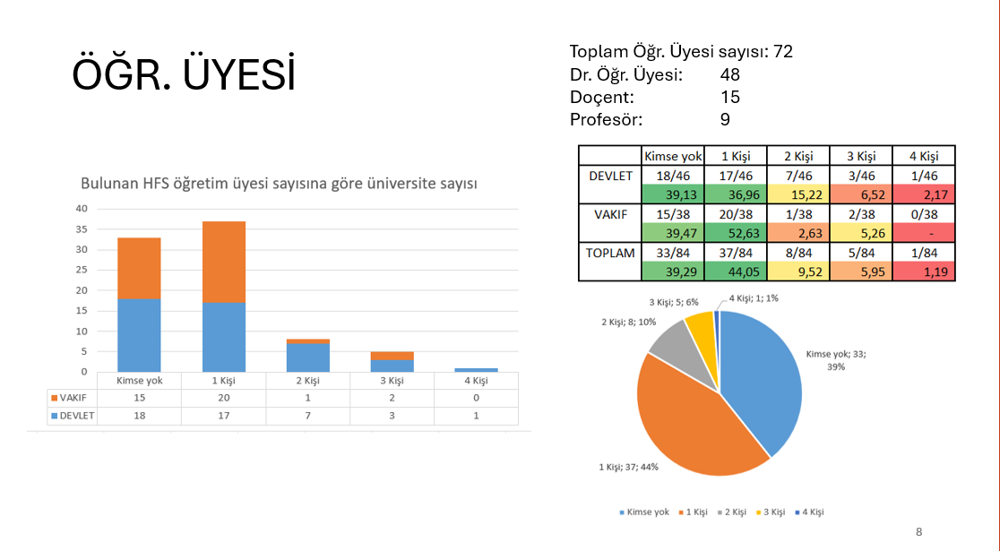 ÖĞR. ÜYESİ
Toplam Öğr. Üyesi sayısı: 72
Dr. Öğr. Üyesi: 48
Doçent: 15
Profesör: 9
Bulunan HFS öğretim üyesi sayısına göre üniversite sayısı
40
35
30
25
20
15
10
5
0
Kimse yok 1 Kişi 2 Kişi 3 Kişi 4 Kişi
VAKIF 15 20 1 2 0
DEVLET 18 17 7 3 1
Kimse yok 1 Kişi 2 Kişi 3 Kişi 4 Kişi
DEVLET 18/46 17/46 7/46 3/46 1/46
39,13 36,96 15,22 6,52 2,17
VAKIF 15/38 20/38 1/38 2/38 0/38
39,47 52,63 2,63 5,26 -
TOPLAM 33/84 37/84 8/84 5/84 1/84
39,29 44,05 9,52 5,95 1,19
4 Kişi; 1; 1%
3 Kişi; 5; 6%
2 Kişi; 8; 10%
Kimse yok; 33;
39%
1 Kişi; 37; 44%
Kimse yok 1 Kişi 2 Kişi 3 Kişi 4 Kişi
8